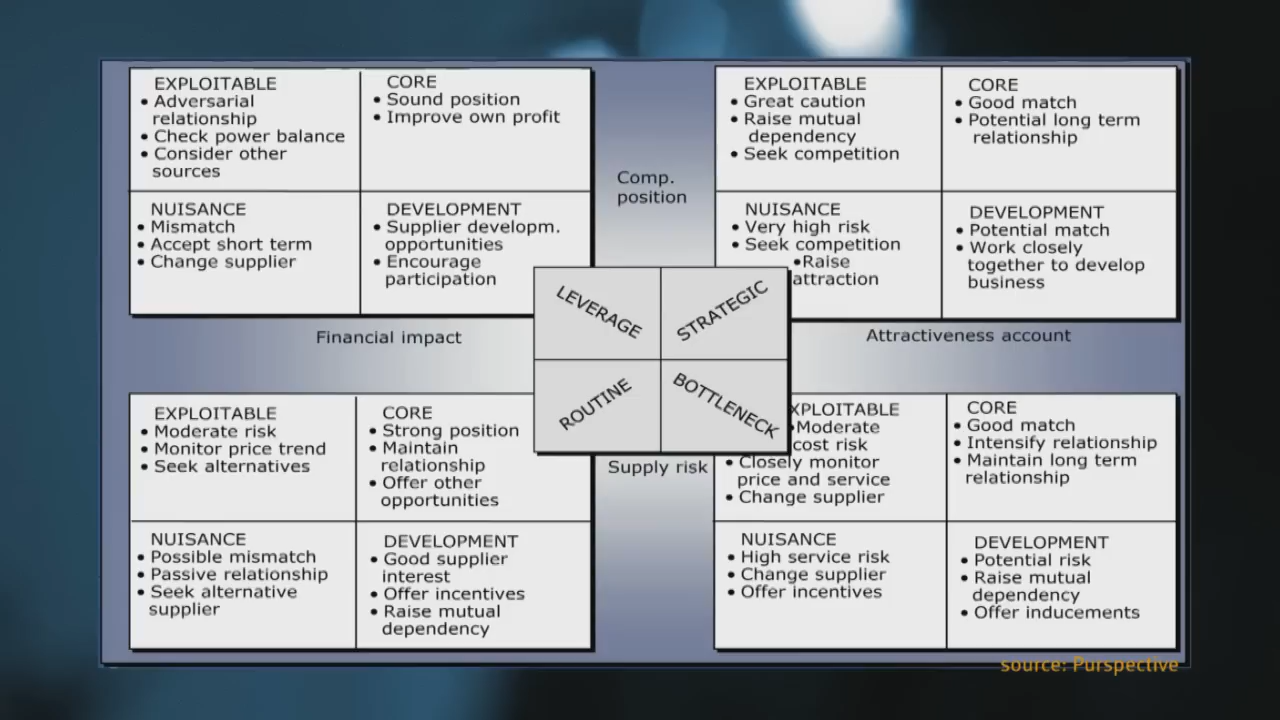 EXPLOITABLE
• Adversarial
relationship
• Check power balance
• Consider other
sources
CORE
• Sound position
• Improve own profit
NUISANCE
• Mismatch
• Accept short term
• Change supplier
DEVELOPMENT
• Supplier developm.
opportunities
• Encourage
participation
Comp.
position
EXPLOITABLE
• Great caution
• Raise mutual
dependency
• Seek competition
CORE
• Good match
• Potential long term
relationship
NUISANCE
• Very high risk
• Seek competition
•Raise
attraction
DEVELOPMENT
• Potential match
• Work closely
together to develop
business
Financial impact
LEVERAGE
STRATEGIC
ROUTINE
BOTTLENECK
Attractiveness account
EXPLOITABLE
• Moderate risk
• Monitor price trend
• Seek alternatives
CORE
• Strong position
• Maintain
relationship
• Offer other
opportunities
NUISANCE
• Possible mismatch
• Passive relationship
• Seek alternative
supplier
DEVELOPMENT
• Good supplier
interest
• Offer incentives
• Raise mutual
dependency
Supply risk
XPLOITABLE
•Moderate
cost risk
• Closely monitor
price and service
• Change supplier
CORE
• Good match
• Intensify relationship
• Maintain long term
relationship
NUISANCE
• High service risk
• Change supplier
• Offer incentives
DEVELOPMENT
• Potential risk
• Raise mutual
dependency
• Offer inducements
source: Purspective